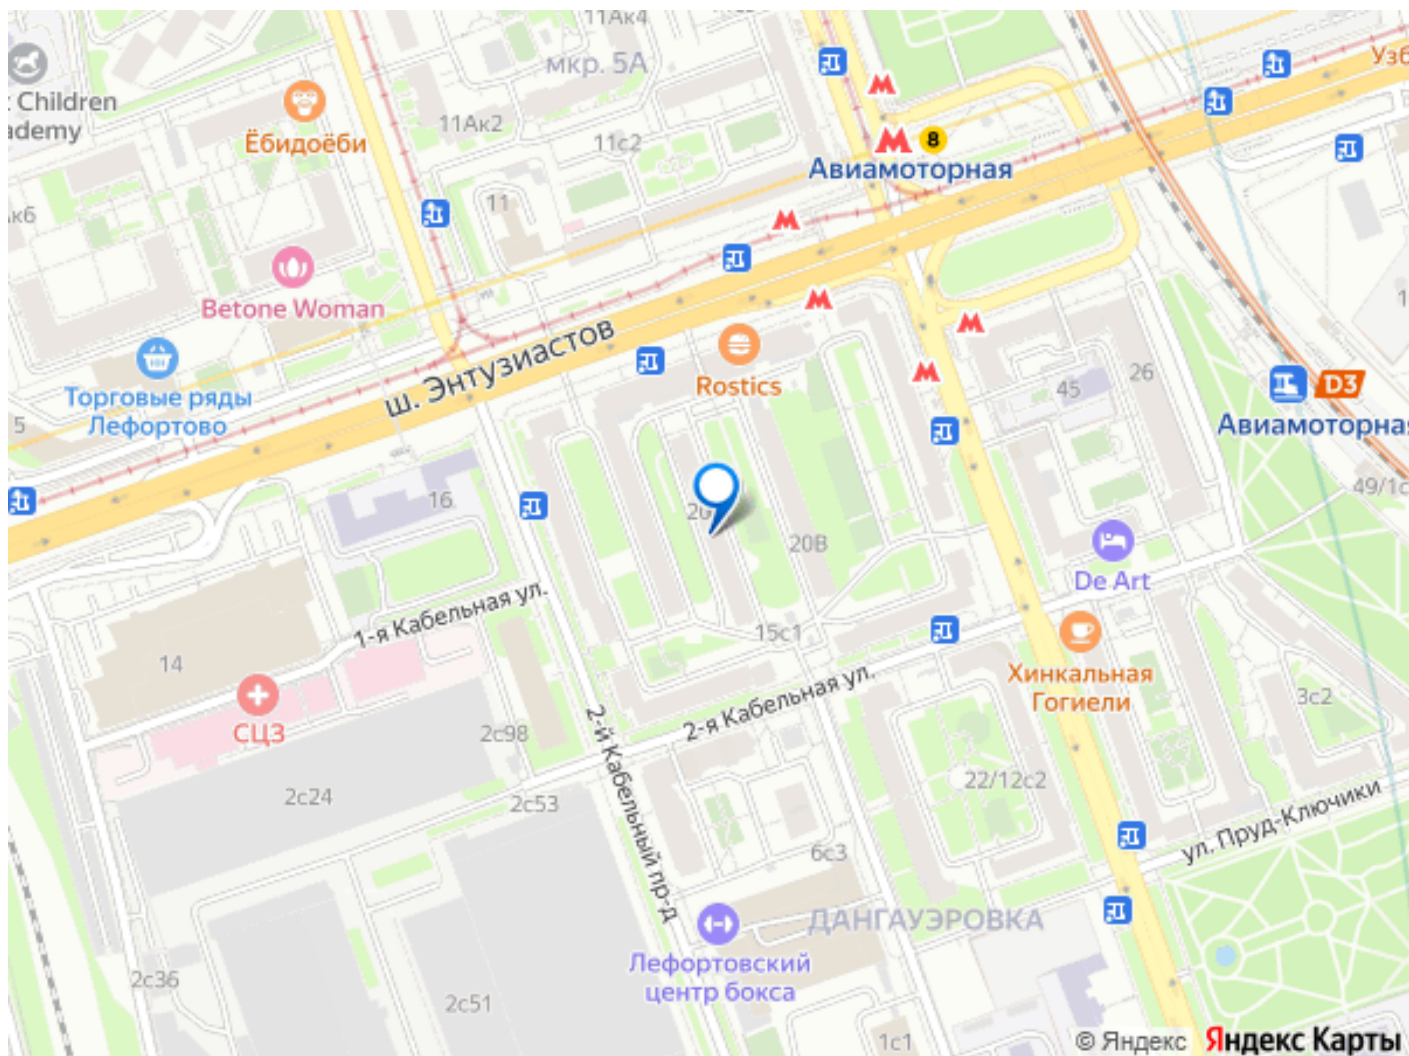 11Ак4
мкр. 5А
Узб
Children
ademy
11Ак2
11с2
8
Ёбидоёби
Авиамоторная
11
Betone Woman
ш. Энтузиастов
Rostics
26
45
D3
Торговые ряды
Лефортово
5
Авиамоторная
16
49/1с
20В
De Art
1-я Кабельная ул.
15с1
14
Хинкальная
Гогиели
2-я Кабельная ул.
3с2
СЦЗ
2с98
2-й Кабельный пр-д
22/12с2
2с24
2с53
ул. Пруд-Ключики
6с3
ДАНГАУЭРОВКА
Лефортовский
центр бокса
2с36
2с51
1с1
© Яндекс Яндекс Карты